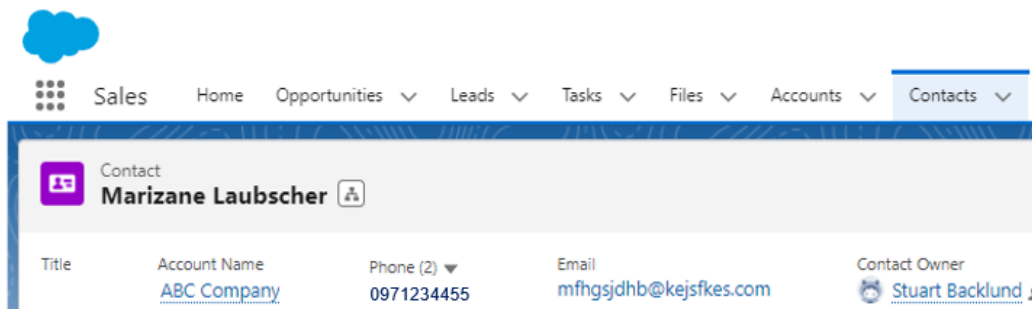 Sales Home Opportunities Leads Tasks Files Accounts Contacts
Contact
Marizane Laubscher
Title Account Name Phone (2) Email Contact Owner
ABC Company 0971234455 mfhgsjdhb@kejsfkes.com Stuart Backlund